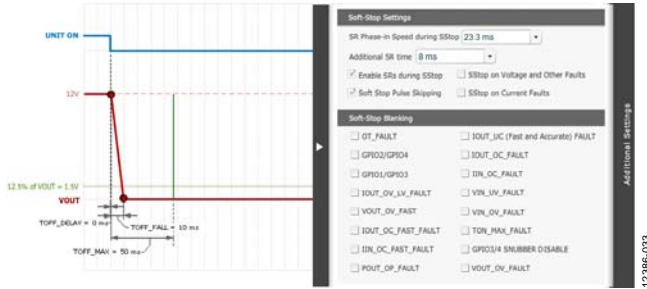 UNIT ON
12V
12.5% of VOUT = 1.5V
VOUT
TOFF_DELAY = 0 ms
TOFF_FALL = 10 ms
TOFF_MAX = 50 ms
Soft-Stop Settings
SR Phase-in Speed during SStop 23.3 ms
Additional SR time 8 ms
Enable SRs during SStop
SStop on Voltage and Other Faults
Soft Stop Pulse Skipping
SStop on Current Faults
Soft-Stop Blanking
OT_FAULT
IOUT_UC (Fast and Accurate) FAULT
GPIO2/GPIO4
IOUT_OC_FAULT
GPIO1/GPIO3
IIN_OC_FAULT
IOUT_OV_LV_FAULT
VIN_UV_FAULT
VOUT_OV_FAST
VIN_OV_FAULT
IOUT_OC_FAST_FAULT
TON_MAX_FAULT
IIN_OC_FAST_FAULT
GPIO3/4 SNUBBER DISABLE
POUT_OP_FAULT
VOUT_OV_FAULT
Additional Settings
12386-033